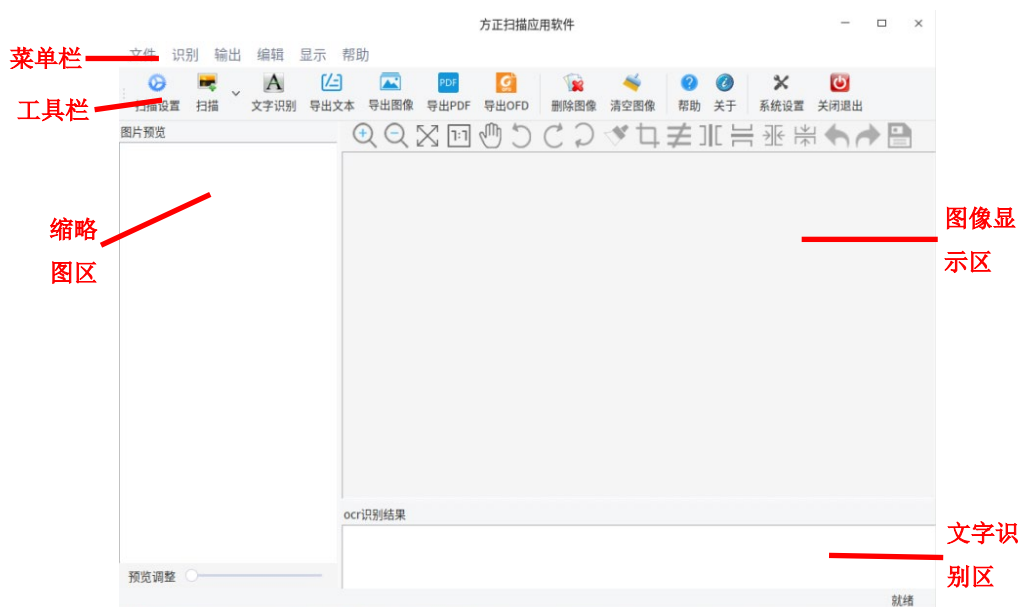 方正扫描应用软件
菜单栏
文件 识别 输出 编辑 显示 帮助
工具栏
扫描设置 扫描 文字识别 导出文本 导出图像 导出PDF 导出OFD 删除图像 清空图像 帮助 关于 系统设置 关闭退出
图片预览
1:1
缩略
图区
图像显
示区
ocr识别结果
文字识
别区
预览调整
就绪